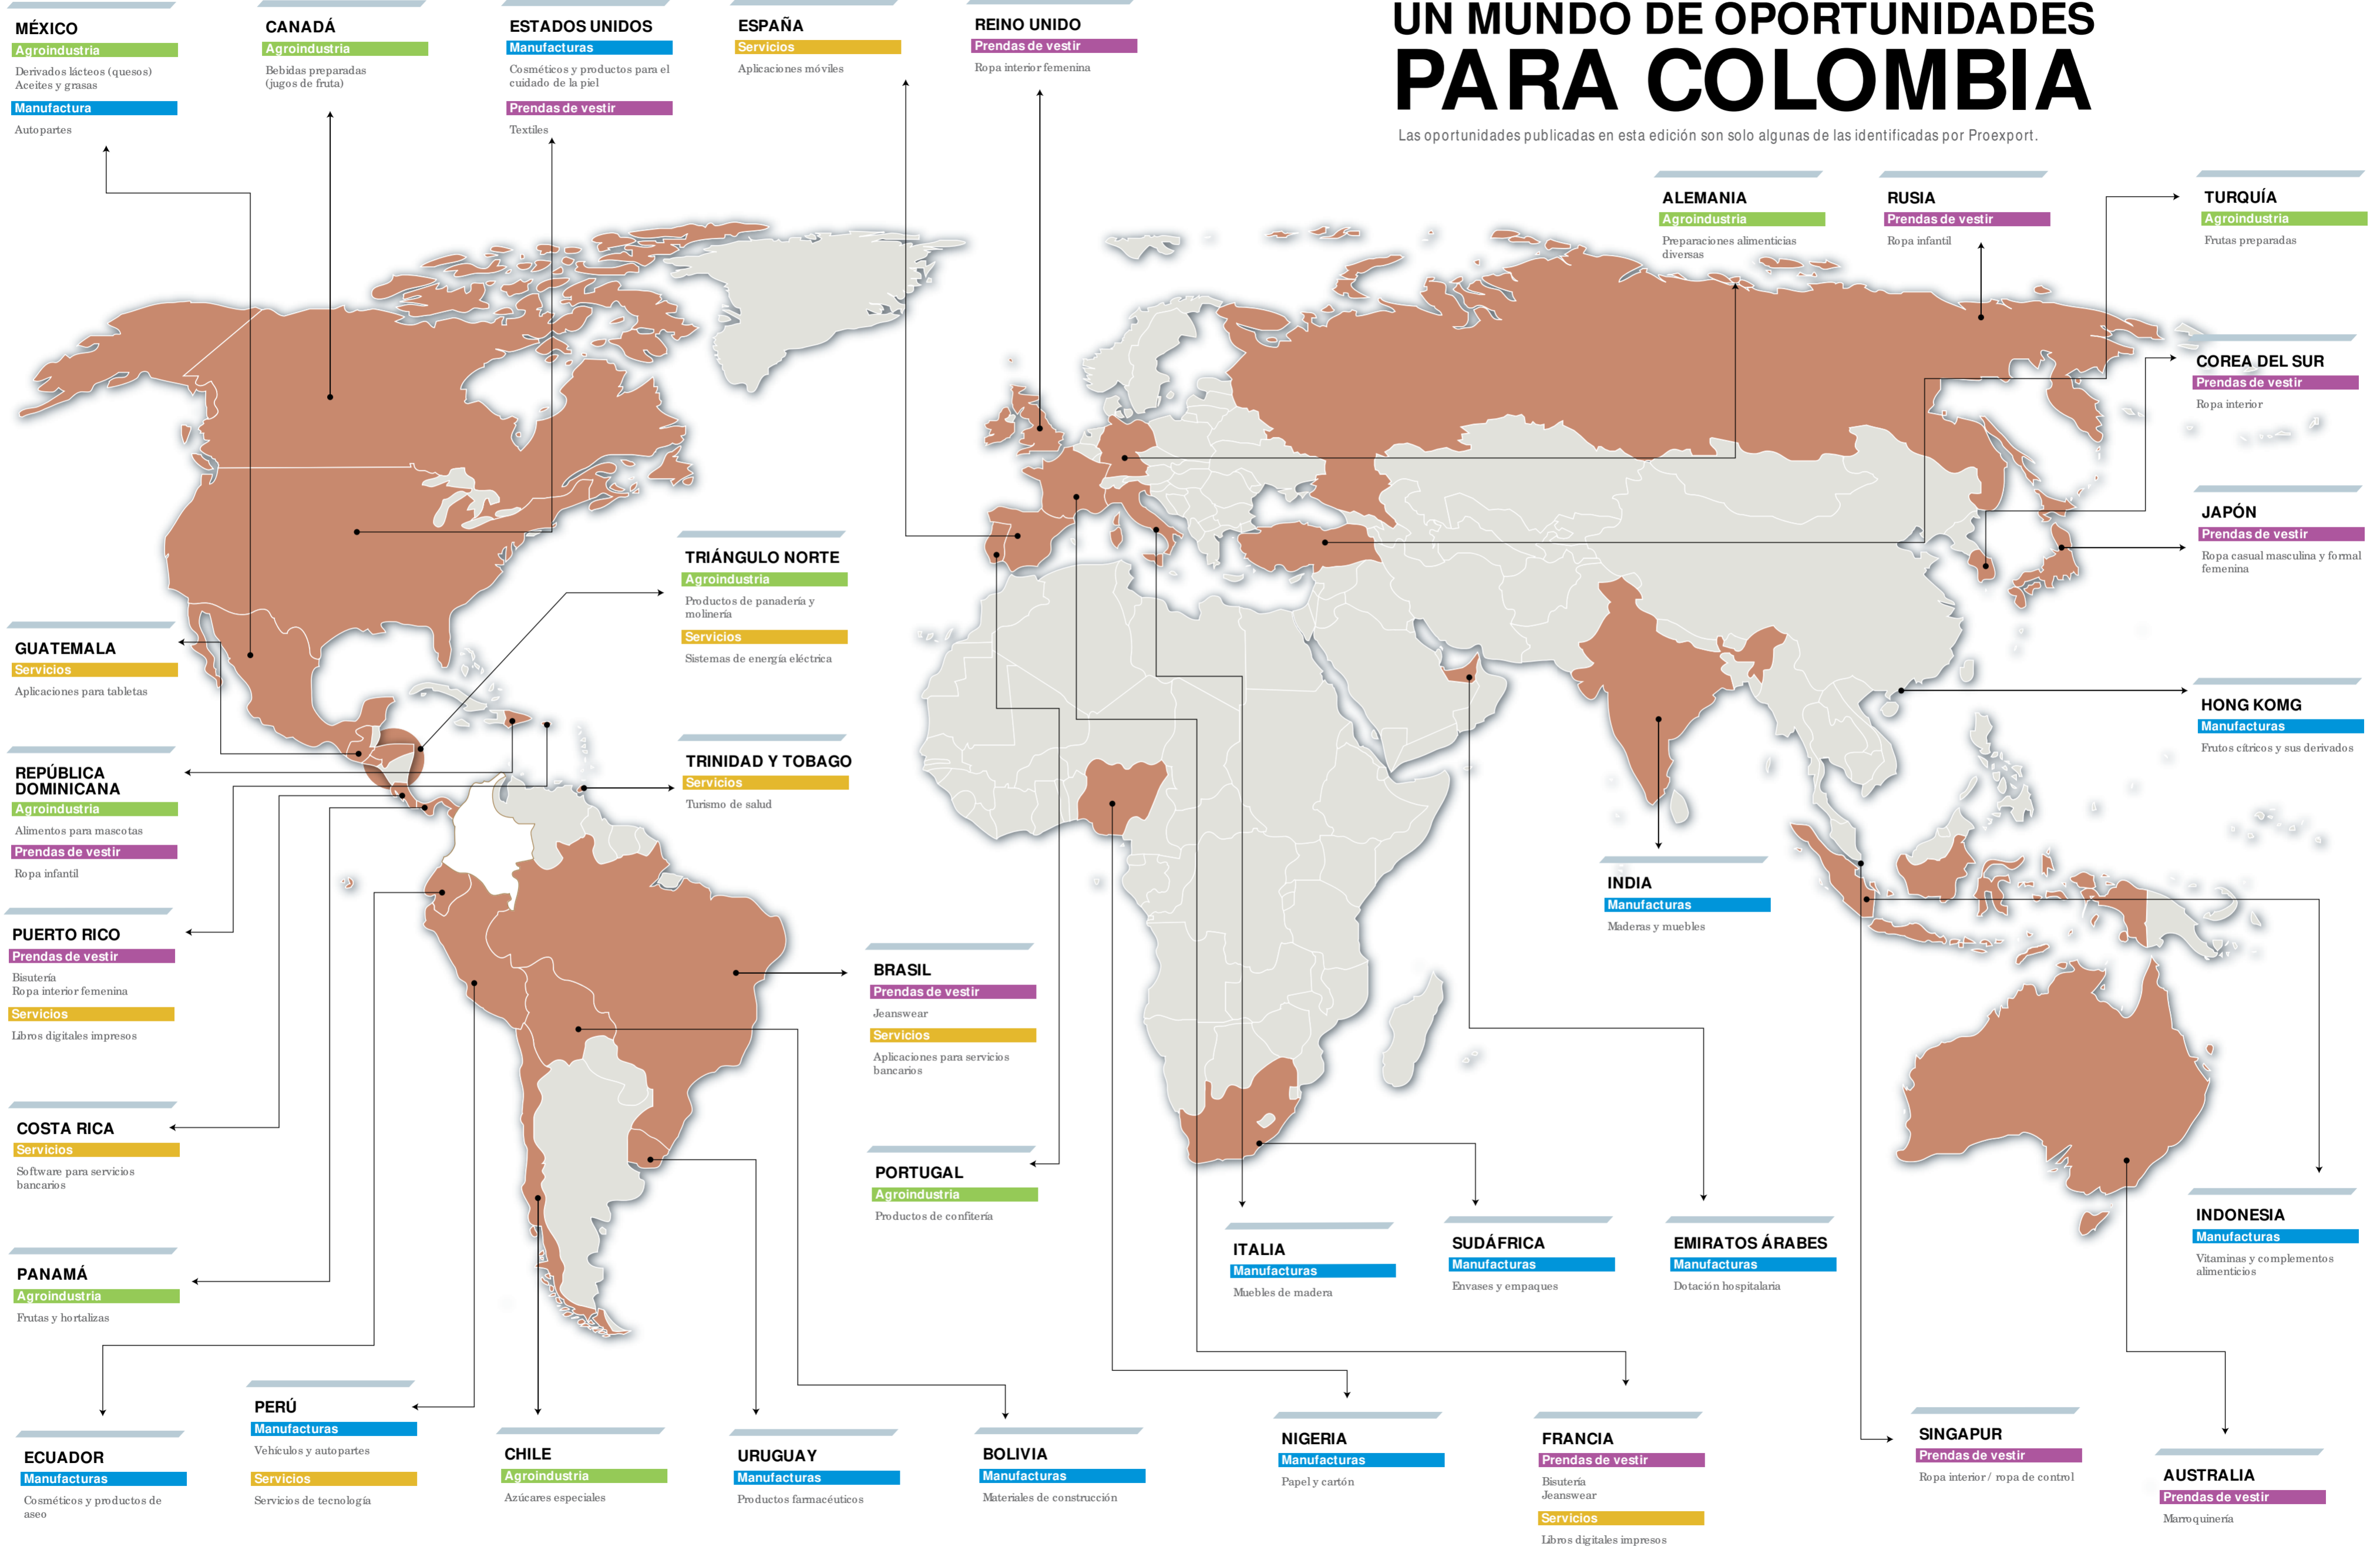 UN MUNDO DE OPORTUNIDADES
PARA COLOMBIA
Las oportunidades publicadas en esta edición son solo algunas de las identificadas por Proexport.
MÉXICO
Agroindustria
Derivados lácteos (quesos)
Aceites y grasas
Manufactura
Autopartes
CANADÁ
Agroindustria
Bebidas preparadas
(jugos de fruta)
ESTADOS UNIDOS
Manufacturas
Cosméticos y productos para el
cuidado de la piel
Prendas de vestir
Textiles
ESPAÑA
Servicios
Aplicaciones móviles
REINO UNIDO
Prendas de vestir
Ropa interior femenina
ALEMANIA
Agroindustria
Preparaciones alimenticias
diversas
RUSIA
Prendas de vestir
Ropa infantil
TURQUÍA
Agroindustria
Frutas preparadas
COREA DEL SUR
Prendas de vestir
Ropa interior
JAPÓN
Prendas de vestir
Ropa casual masculina y formal
femenina
HONG KOMG
Manufacturas
Frutos cítricos y sus derivados
TRIÁNGULO NORTE
Agroindustria
Productos de panadería y
molinería
Servicios
Sistemas de energía eléctrica
TRINIDAD Y TOBAGO
Servicios
Turismo de salud
GUATEMALA
Servicios
Aplicaciones para tabletas
REPÚBLICA
DOMINICANA
Agroindustria
Alimentos para mascotas
Prendas de vestir
Ropa infantil
PUERTO RICO
Prendas de vestir
Bisutería
Ropa interior femenina
Servicios
Libros digitales impresos
COSTA RICA
Servicios
Software para servicios
bancarios
PANAMÁ
Agroindustria
Frutas y hortalizas
BRASIL
Prendas de vestir
Jeanswear
Servicios
Aplicaciones para servicios
bancarios
PORTUGAL
Agroindustria
Productos de confitería
INDIA
Manufacturas
Maderas y muebles
ITALIA
Manufacturas
Muebles de madera
SUDÁFRICA
Manufacturas
Envases y empaques
EMIRATOS ÁRABES
Manufacturas
Dotación hospitalaria
INDONESIA
Manufacturas
Vitaminas y complementos
alimenticios
ECUADOR
Manufacturas
Cosméticos y productos de
aseo
PERÚ
Manufacturas
Vehículos y autopartes
Servicios
Servicios de tecnología
CHILE
Agroindustria
Azúcares especiales
URUGUAY
Manufacturas
Productos farmacéuticos
BOLIVIA
Manufacturas
Materiales de construcción
NIGERIA
Manufacturas
Papel y cartón
FRANCIA
Prendas de vestir
Bisutería
Jeanswear
Servicios
Libros digitales impresos
SINGAPUR
Prendas de vestir
Ropa interior / ropa de control
AUSTRALIA
Prendas de vestir
Marroquinería